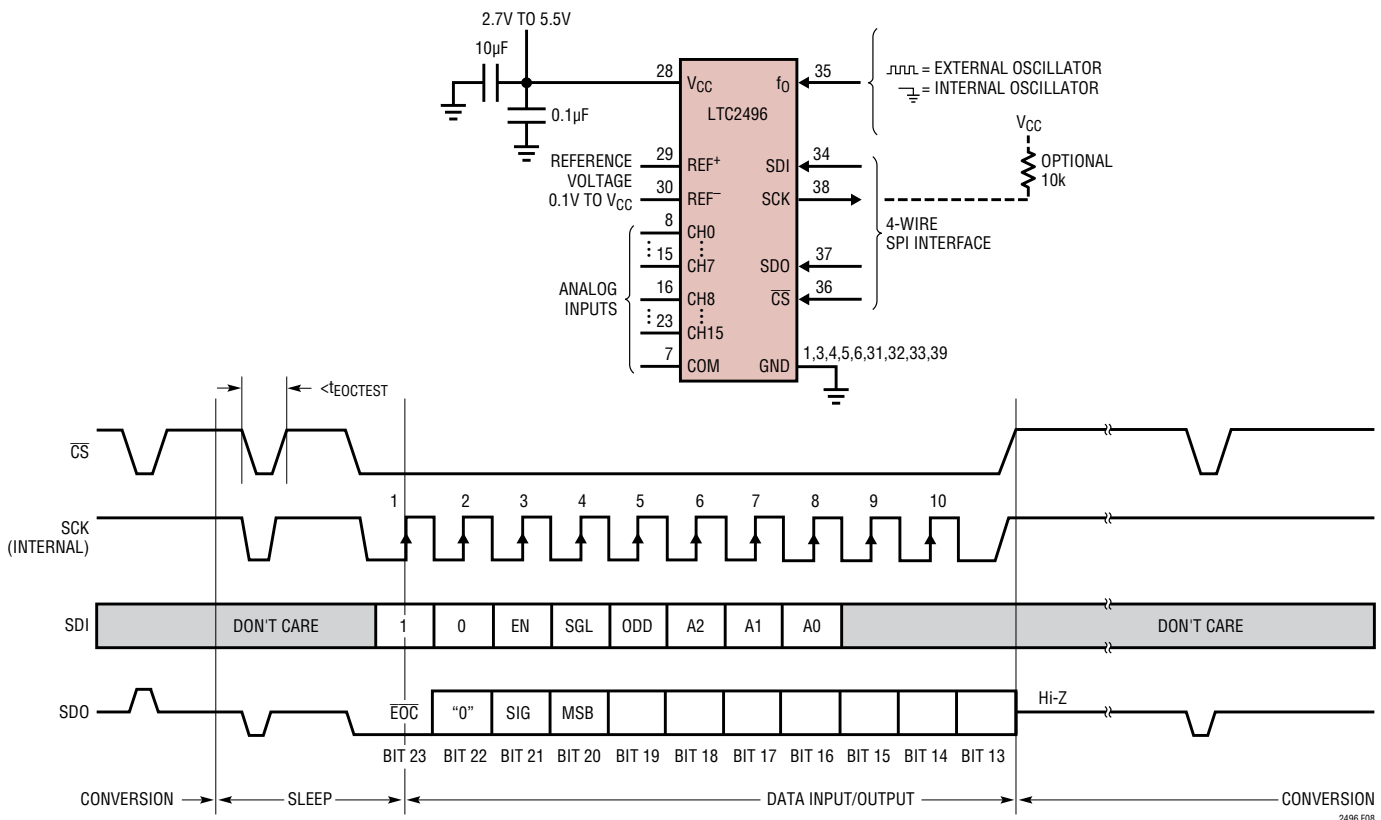 2.7V TO 5.5V
10µF
0.1µF
28
VCC
fO
35
LTC2496
= EXTERNAL OSCILLATOR
= INTERNAL OSCILLATOR
VCC
OPTIONAL
10k
REFERENCE
VOLTAGE
0.1V TO VCC
29
REF+
30
REF–
SDI
34
SCK
38
4-WIRE
SPI INTERFACE
ANALOG
INPUTS
8
CH0
15
CH7
16
CH8
23
CH15
7
COM
SDO
37
CS
36
GND
1,3,4,5,6,31,32,33,39
<tEOCTEST
CS
SCK
(INTERNAL)
1 2 3 4 5 6 7 8 9 10
SDI
DON'T CARE 1 0 EN SGL ODD A2 A1 A0 DON'T CARE
SDO
EOC "0" SIG MSB Hi-Z
BIT 23 BIT 22 BIT 21 BIT 20 BIT 19 BIT 18 BIT 17 BIT 16 BIT 15 BIT 14 BIT 13
CONVERSION SLEEP DATA INPUT/OUTPUT CONVERSION
2496 F08